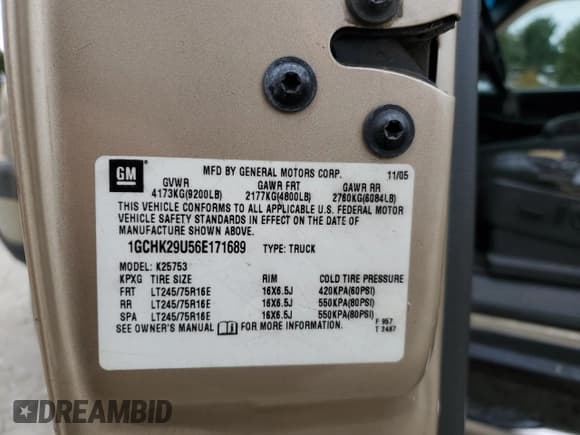 GM
MFD BY GENERAL MOTORS CORP. 11/05
GVWR GAWR FRT GAWR RR
4173KG(9200LB) 2177KG(4800LB) 2760KG(6084LB)
THIS VEHICLE CONFORMS TO ALL APPLICABLE U.S. FEDERAL MOTOR
VEHICLE SAFETY STANDARDS IN EFFECT ON THE DATE OF
MANUFACTURE SHOWN ABOVE.
1GCHK29U56E171689 TYPE: TRUCK
MODEL: K25753
KPXG TIRE SIZE RIM COLD TIRE PRESSURE
FRT LT245/75R16E 16X6.5J 420KPA(60PSI)
RR LT245/75R16E 16X6.5J 550KPA(80PSI)
SPA LT245/75R16E 16X6.5J 550KPA(80PSI)
SEE OWNER'S MANUAL FOR MORE INFORMATION.
F 957
T 2487
DREAMBID